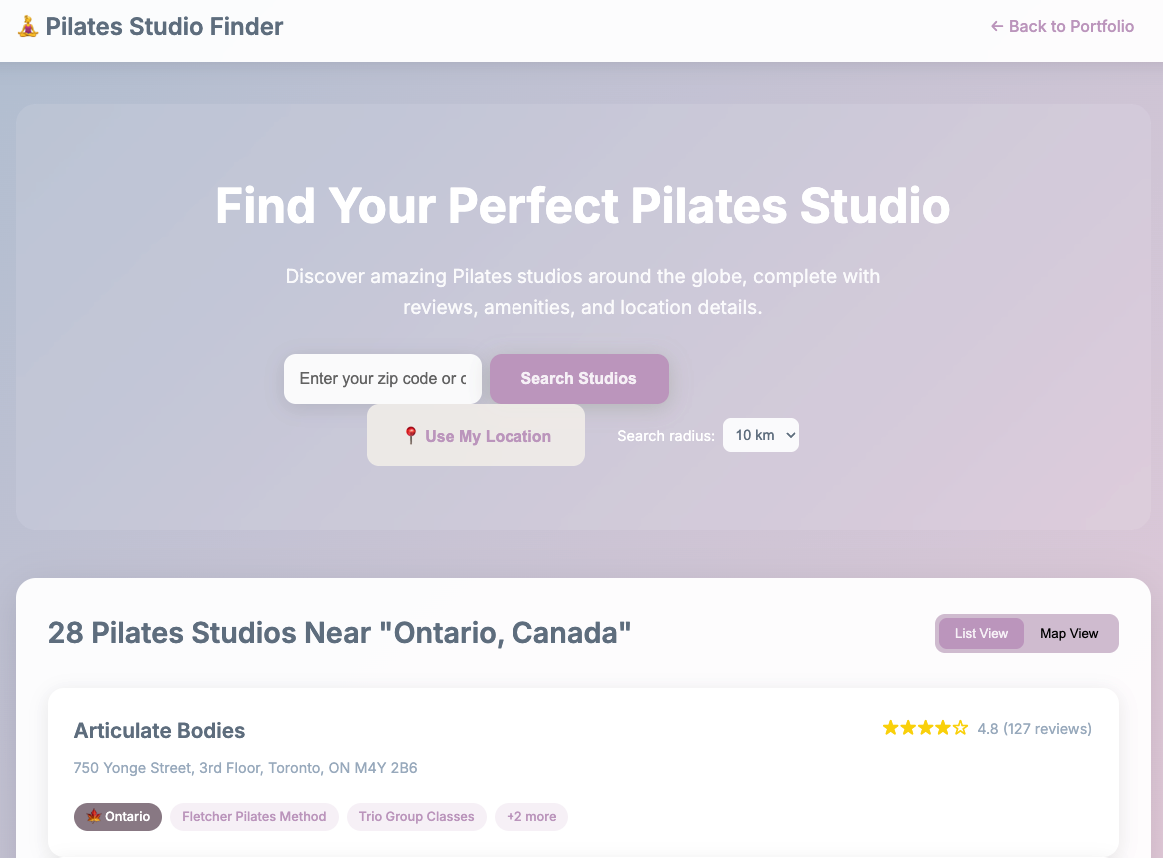 Pilates Studio Finder
← Back to Portfolio
Find Your Perfect Pilates Studio
Discover amazing Pilates studios around the globe, complete with
reviews, amenities, and location details.
Enter your zip code or c
Search Studios
Use My Location
Search radius:
10 km
28 Pilates Studios Near "Ontario, Canada"
List View
Map View
Articulate Bodies
4.8 (127 reviews)
750 Yonge Street, 3rd Floor, Toronto, ON M4Y 2B6
Ontario
Fletcher Pilates Method
Trio Group Classes
+2 more